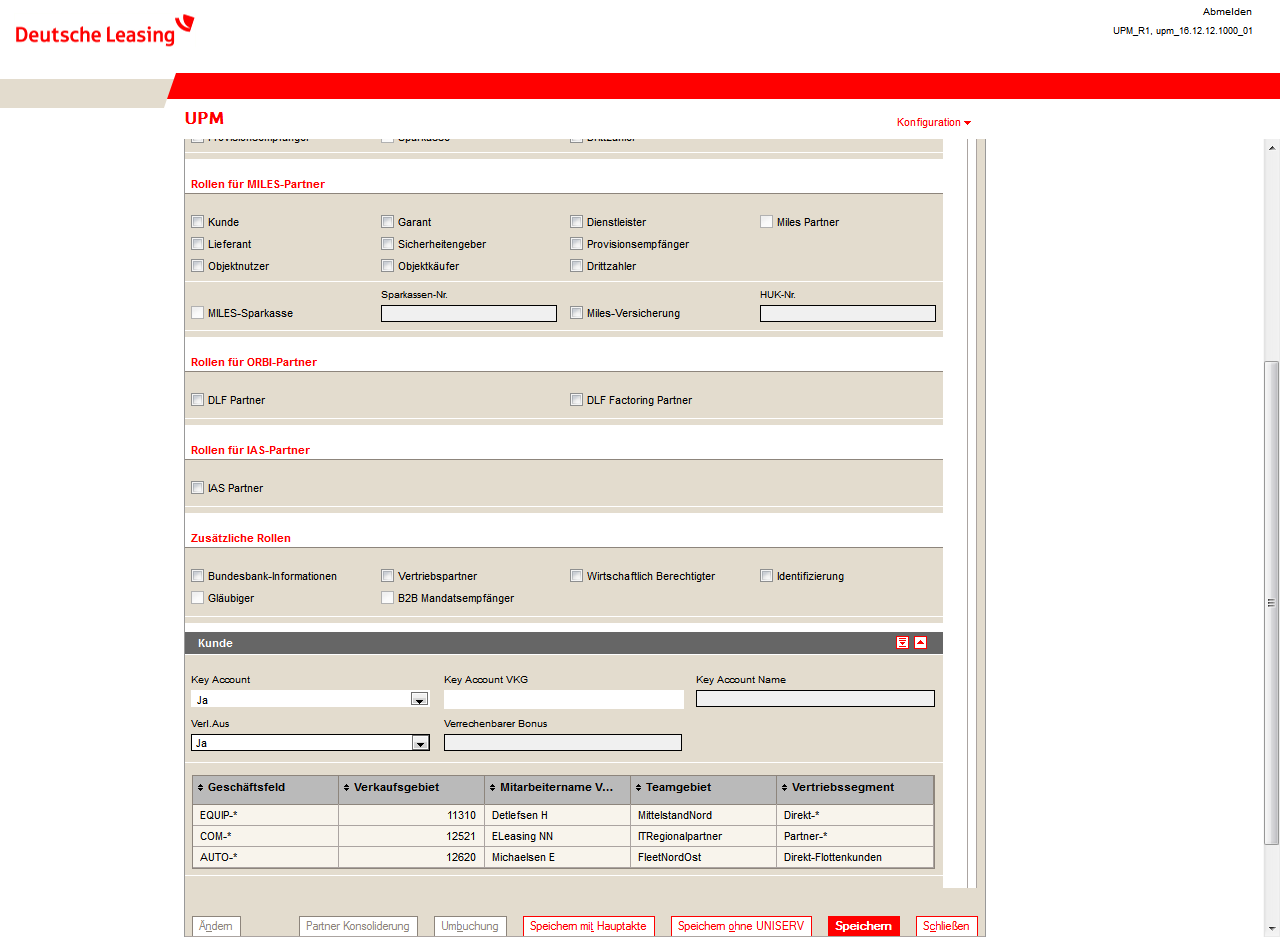 Deutsche Leasing
Abmelden
UPM_R1, upm_16.12.12.1000_01
UPM
Konfiguration
Provisionsempfänger Sparkasse Drittzahler
Rollen für MILES-Partner
Kunde Garant Dienstleister Miles Partner
Lieferant Sicherheitengeber Provisionsempfänger
Objektnutzer Objektkäufer Drittzahler
Sparkassen-Nr. HUK-Nr.
MILES-Sparkasse Miles-Versicherung
Rollen für ORBI-Partner
DLF Partner DLF Factoring Partner
Rollen für IAS-Partner
IAS Partner
Zusätzliche Rollen
Bundesbank-Informationen Vertriebspartner Wirtschaftlich Berechtigter Identifizierung
Gläubiger B2B Mandatsempfänger
Kunde
Key Account Key Account VKG Key Account Name
Ja
Verl.Aus Verrechenbarer Bonus
Ja
Geschäftsfeld Verkaufsgebiet Mitarbeitername V... Teamgebiet Vertriebssegment
EQUIP-* 11310 Detlefsen H MittelstandNord Direkt-*
COM-* 12521 ELeasing NN ITRegionalpartner Partner-*
AUTO-* 12620 Michaelsen E FleetNordOst Direkt-Flottenkunden
Ändern Partner Konsolidierung Umbuchung Speichern mit Hauptakte Speichern ohne UNISERV Speichern Schließen